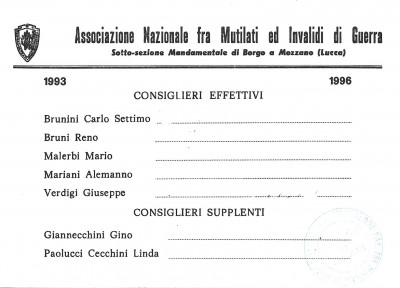 Associazione Nazionale fra Mutilati ed Invalidi di Guerra
Sotto-sezione Mandamentale di Borgo a Mozzano (Lucca)
1993 1996
CONSIGLIERI EFFETTIVI
Brunini Carlo Settimo
Bruni Reno
Malerbi Mario
Mariani Alemanno
Verdigi Giuseppe
CONSIGLIERI SUPPLENTI
Giannecchini Gino
Paolucci Cecchini Linda